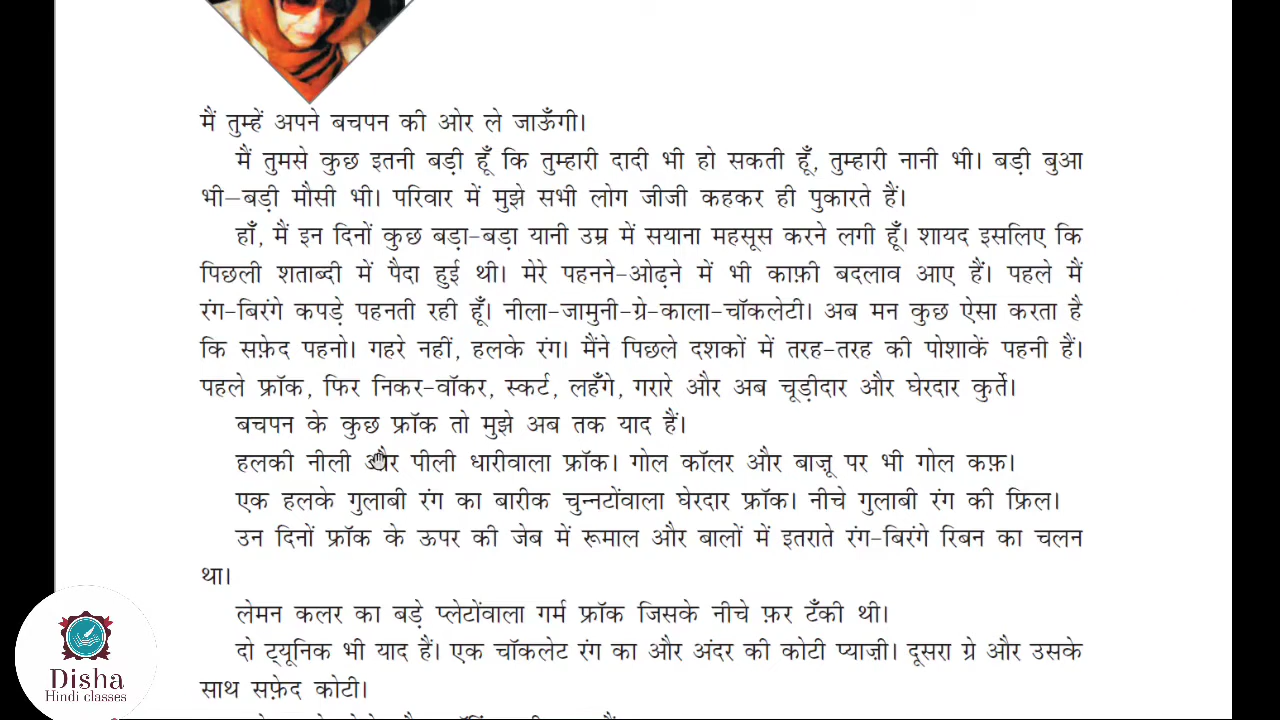 मैं तुम्हें अपने बचपन की ओर ले जाऊँगी।
मैं तुमसे कुछ इतनी बड़ी हूँ कि तुम्हारी दादी भी हो सकती हूँ, तुम्हारी नानी भी। बड़ी बुआ
भी–बड़ी मौसी भी। परिवार में मुझे सभी लोग जीजी कहकर ही पुकारते हैं।
हाँ, मैं इन दिनों कुछ बड़ा-बड़ा यानी उम्र में सयाना महसूस करने लगी हूँ। शायद इसलिए कि
पिछली शताब्दी में पैदा हुई थी। मेरे पहनने-ओढ़ने में भी काफ़ी बदलाव आए हैं। पहले मैं
रंग-बिरंगे कपड़े पहनती रही हूँ। नीला-जामुनी-ग्रे-काला-चॉकलेटी। अब मन कुछ ऐसा करता है
कि सफ़ेद पहनो। गहरे नहीं, हलके रंग। मैंने पिछले दशकों में तरह-तरह की पोशाकें पहनी हैं।
पहले फ्रॉक, फिर निकर-वॉकर, स्कर्ट, लहँगे, गरारे और अब चूड़ीदार और घेरदार कुर्ते।
बचपन के कुछ फ्रॉक तो मुझे अब तक याद हैं।
हलकी नीली और पीली धारीवाला फ्रॉक। गोल कॉलर और बाजू पर भी गोल कफ़।
एक हलके गुलाबी रंग का बारीक चुन्नटोंवाला घेरदार फ्रॉक। नीचे गुलाबी रंग की फ्रिल।
उन दिनों फ्रॉक के ऊपर की जेब में रूमाल और बालों में इतराते रंग-बिरंगे रिबन का चलन
था।
लेमन कलर का बड़े प्लेटोंवाला गर्म फ्रॉक जिसके नीचे फ़र टँकी थी।
दो ट्यूनिक भी याद हैं। एक चॉकलेट रंग का और अंदर की कोटी प्याज़ी। दूसरा ग्रे और उसके
साथ सफ़ेद कोटी।
Disha
Hindi classes